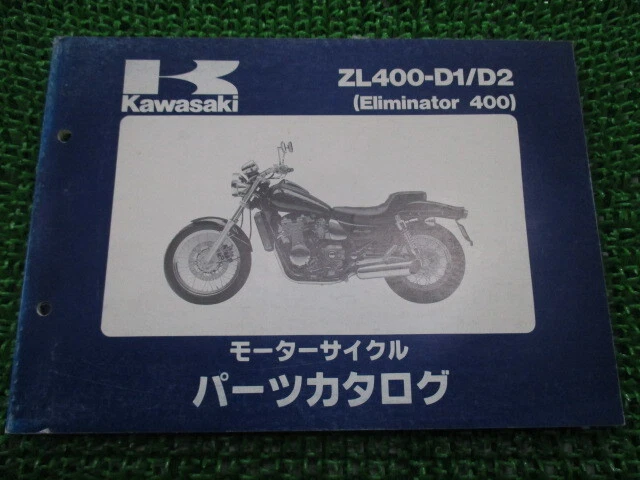 ZL400-D1/D2
Kawasaki
(Eliminator 400)
モーターサイクル
パーツカタログ